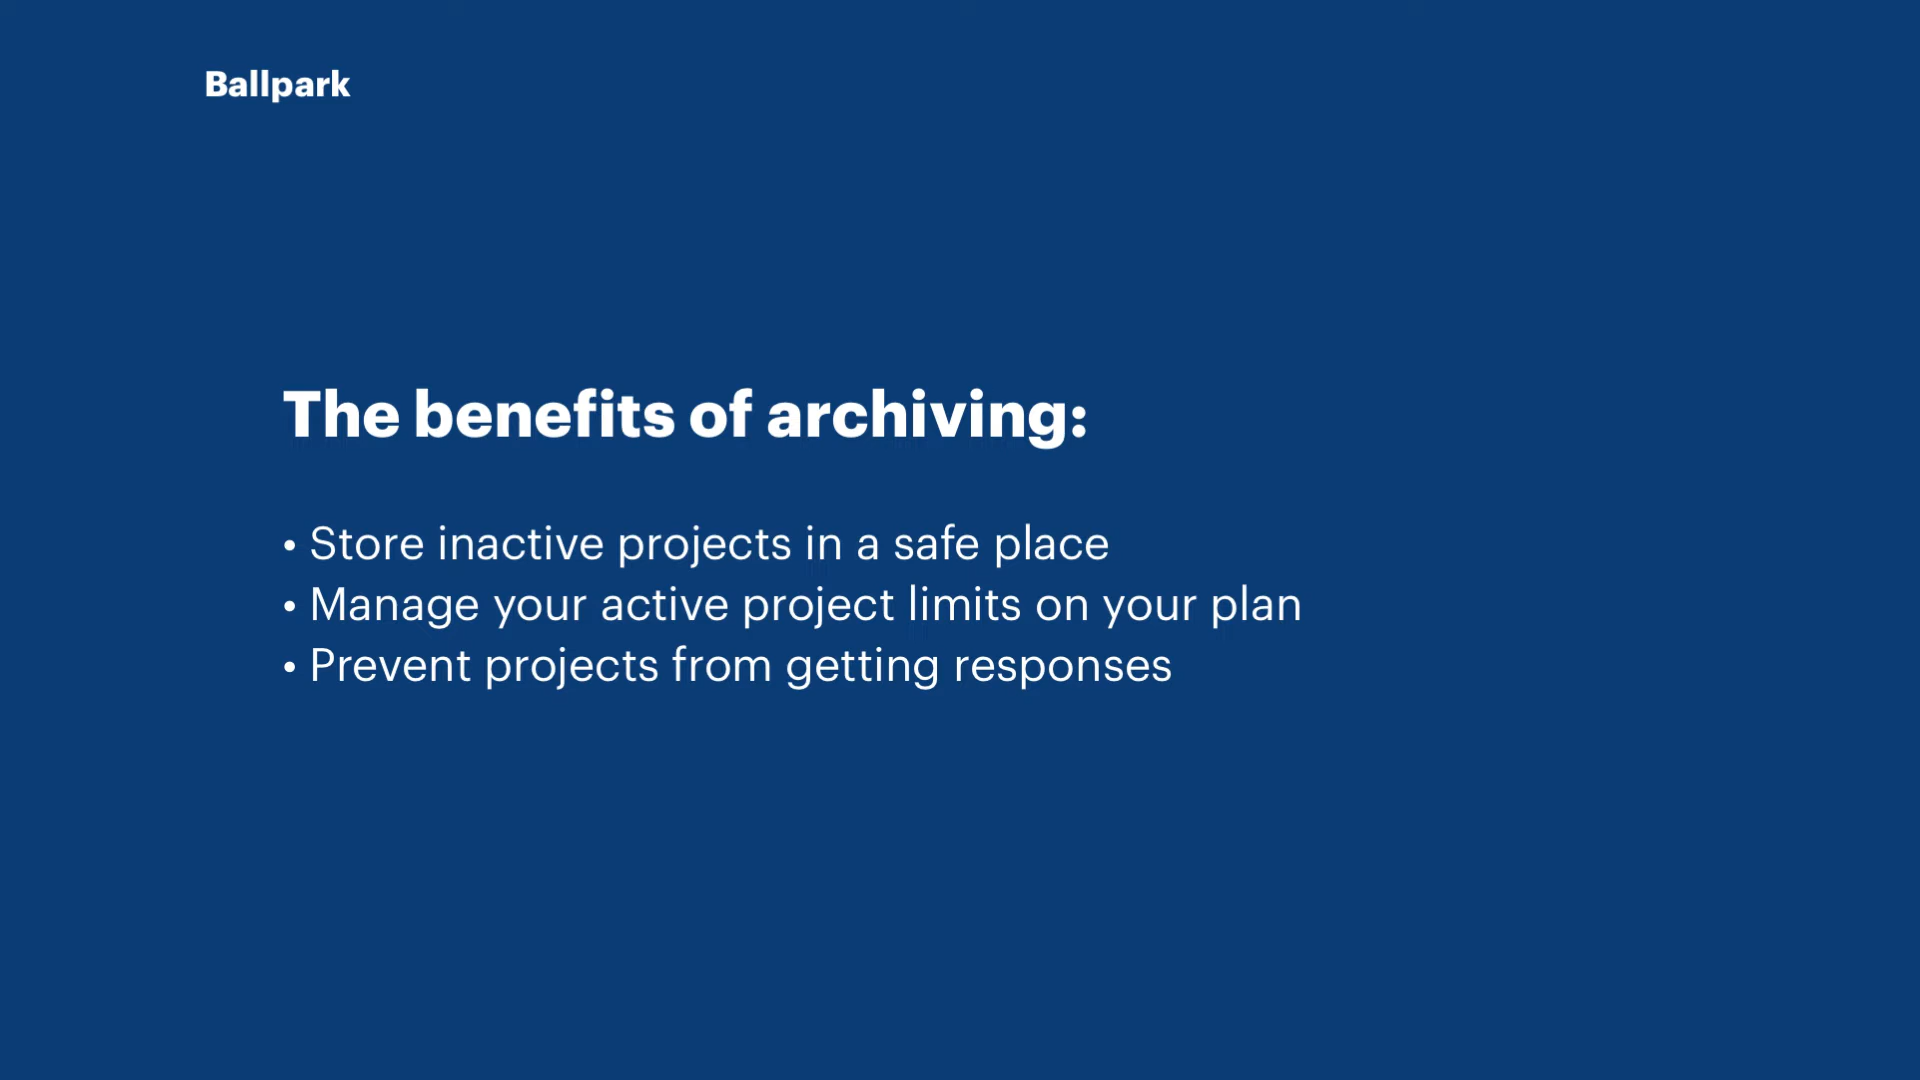 Ballpark
The benefits of archiving:
• Store inactive projects in a safe place
• Manage your active project limits on your plan
• Prevent projects from getting responses